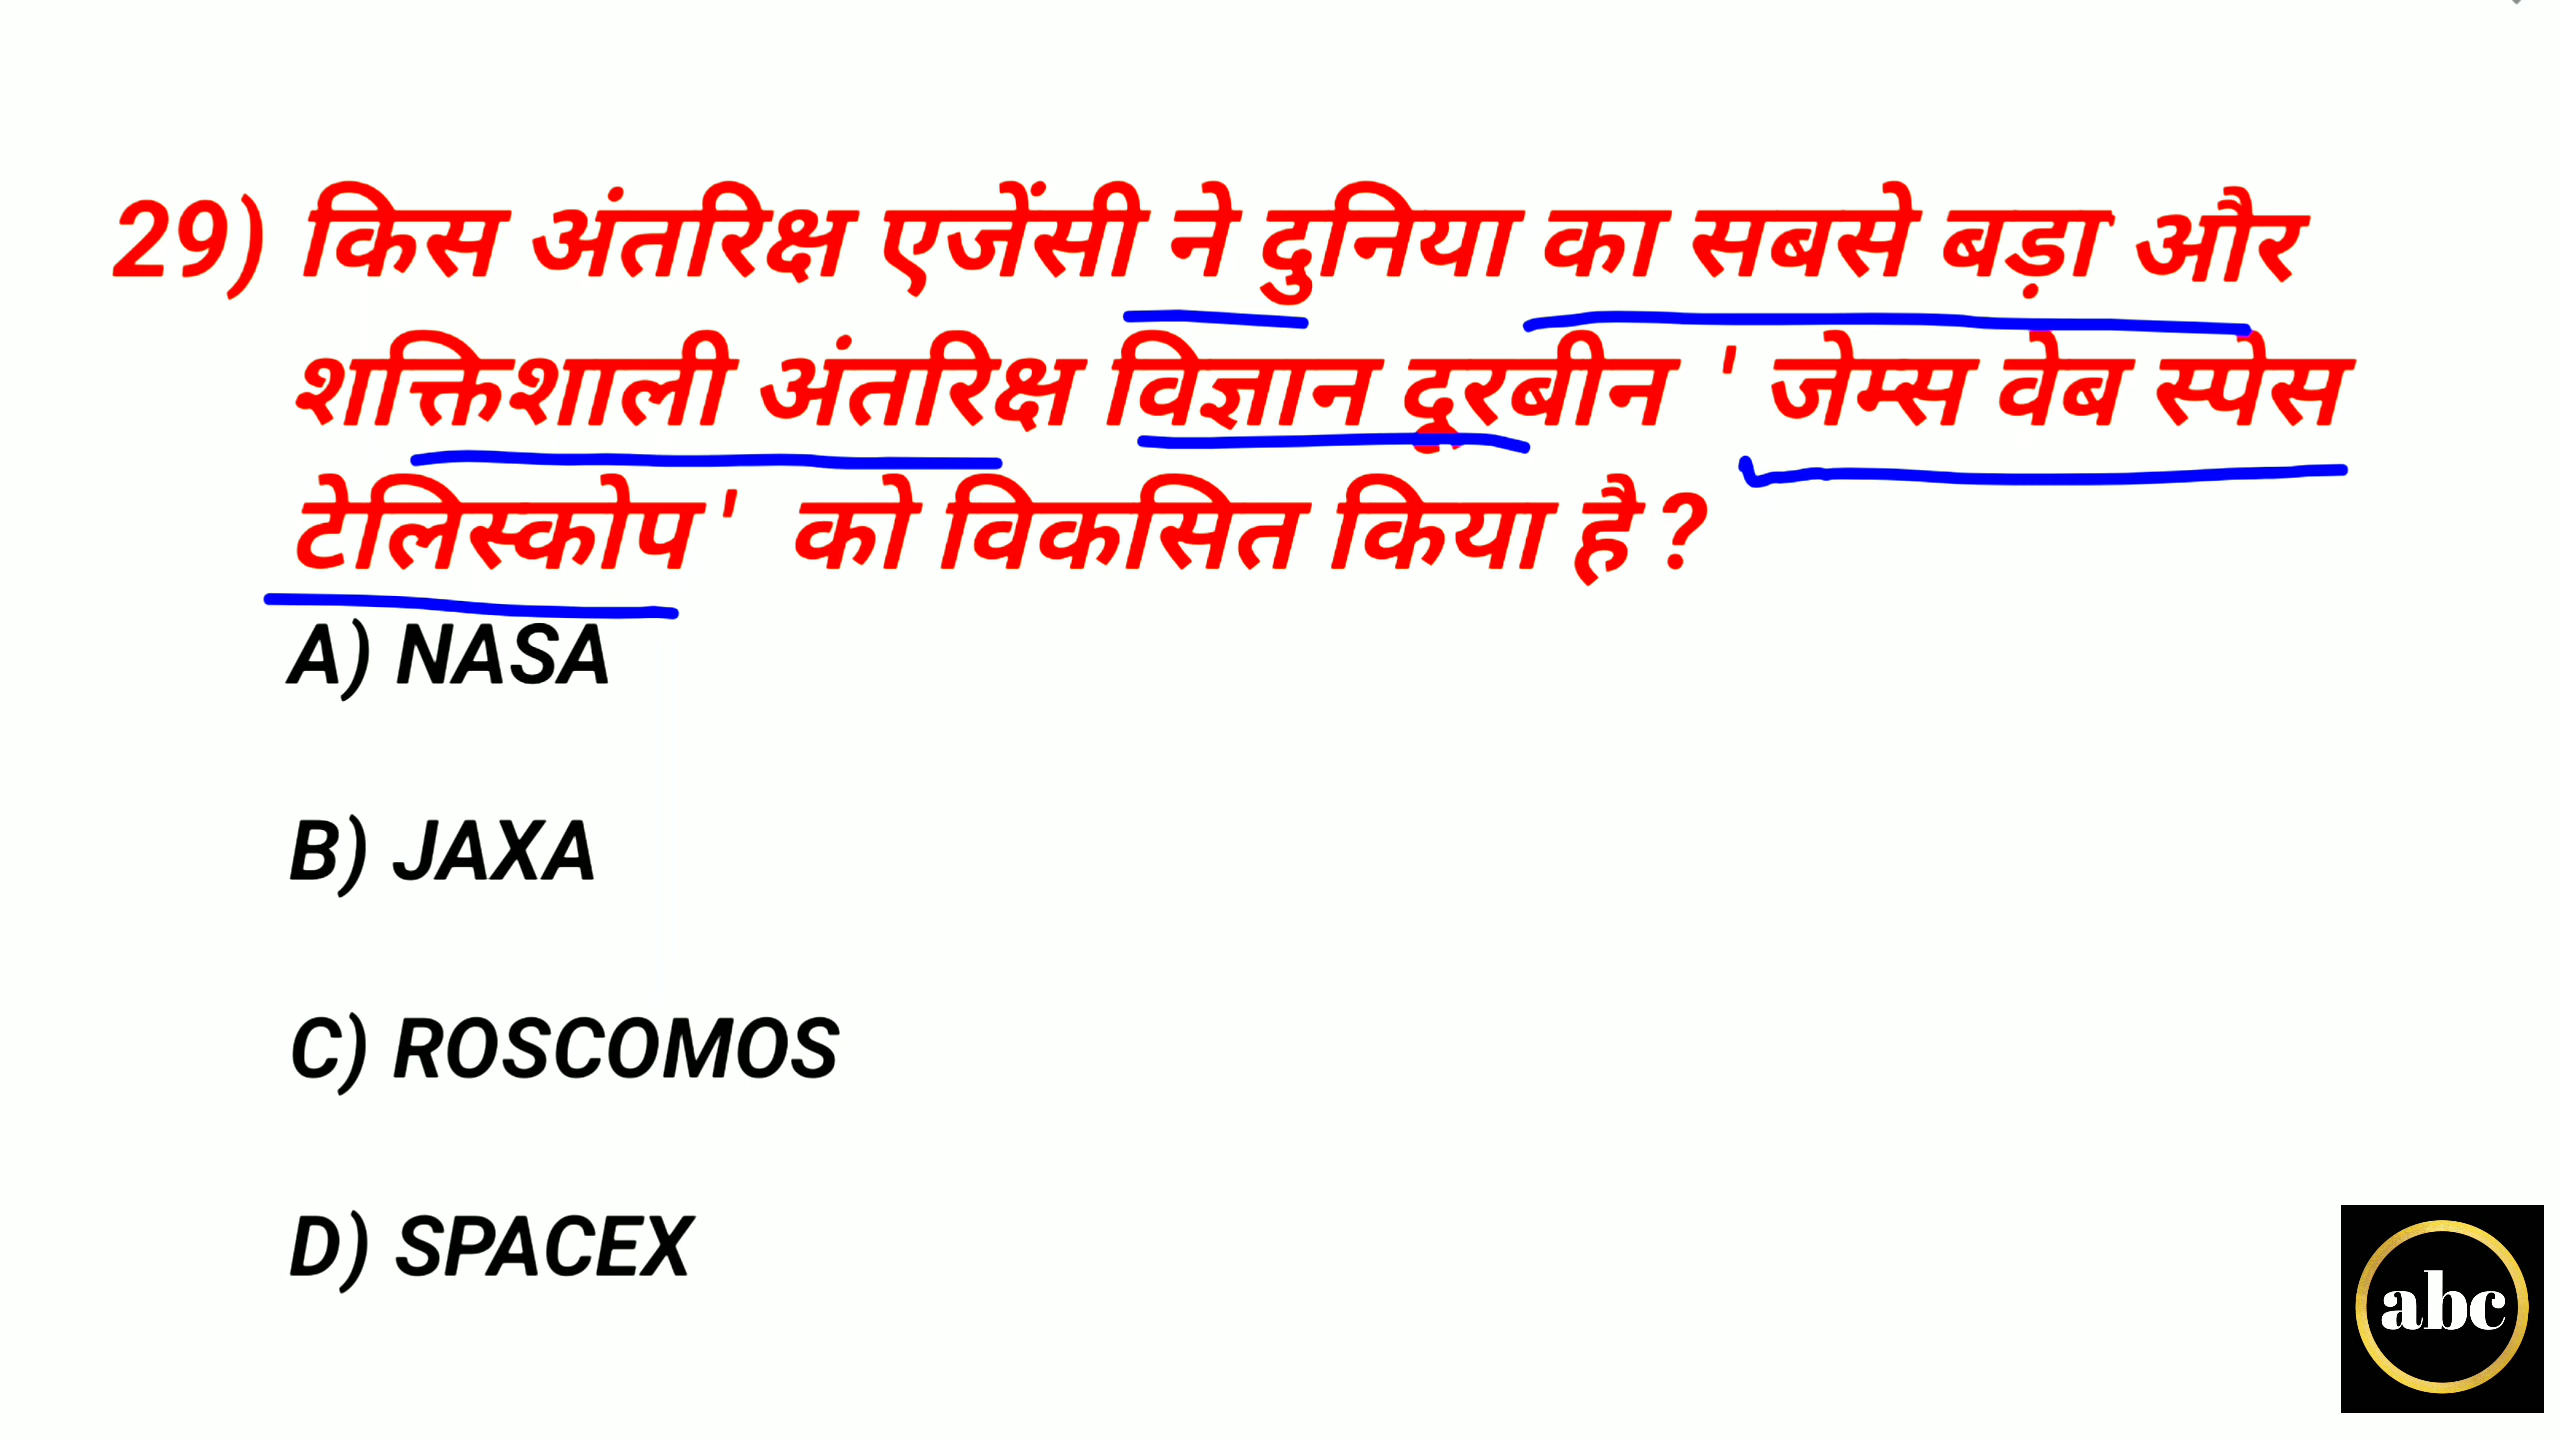 29) किस अंतरिक्ष एजेंसी ने दुनिया का सबसे बड़ा और
शक्तिशाली अंतरिक्ष विज्ञान दूरबीन ' जेम्स वेब स्पेस
टेलिस्कोप' को विकसित किया है?
A) NASA
B) JAXA
C) ROSCOMOS
D) SPACEX
abc